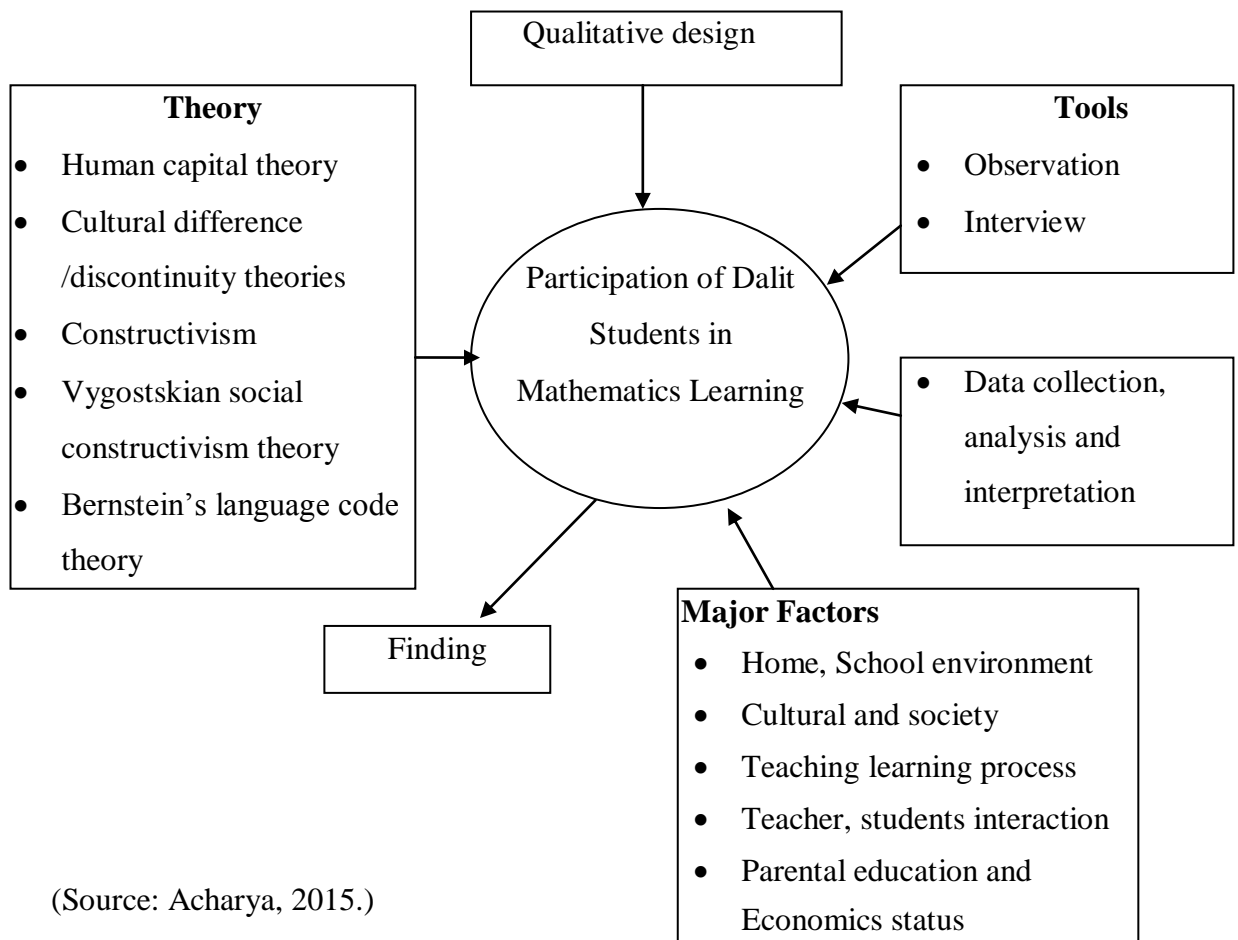 Qualitative design
Theory
• Human capital theory
• Cultural difference
/discontinuity theories
• Constructivism
• Vygostskian social
constructivism theory
• Bernstein’s language code
theory
Tools
• Observation
• Interview
Participation of Dalit
Students in
Mathematics Learning
• Data collection,
analysis and
interpretation
Finding
Major Factors
• Home, School environment
• Cultural and society
• Teaching learning process
• Teacher, students interaction
• Parental education and
Economics status
(Source: Acharya, 2015.)